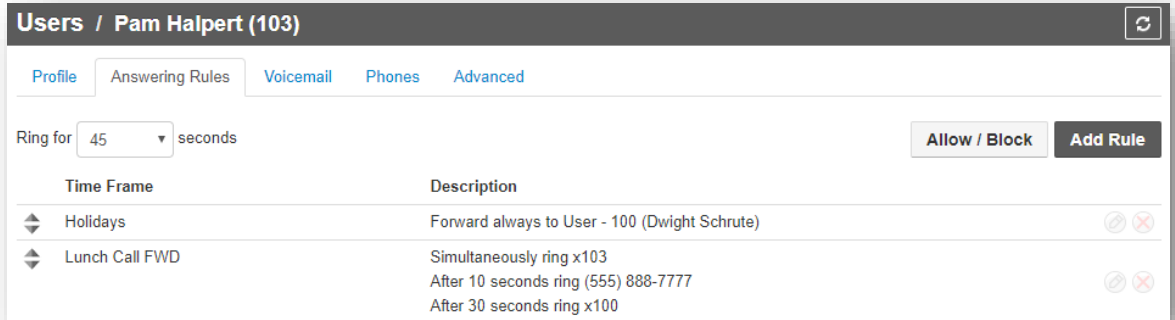 Users / Pam Halpert (103)
Profile Answering Rules Voicemail Phones Advanced
Ring for 45 seconds Allow / Block Add Rule
Time Frame Description
Holidays Forward always to User - 100 (Dwight Schrute)
Lunch Call FWD Simultaneously ring x103
After 10 seconds ring (555) 888-7777
After 30 seconds ring x100